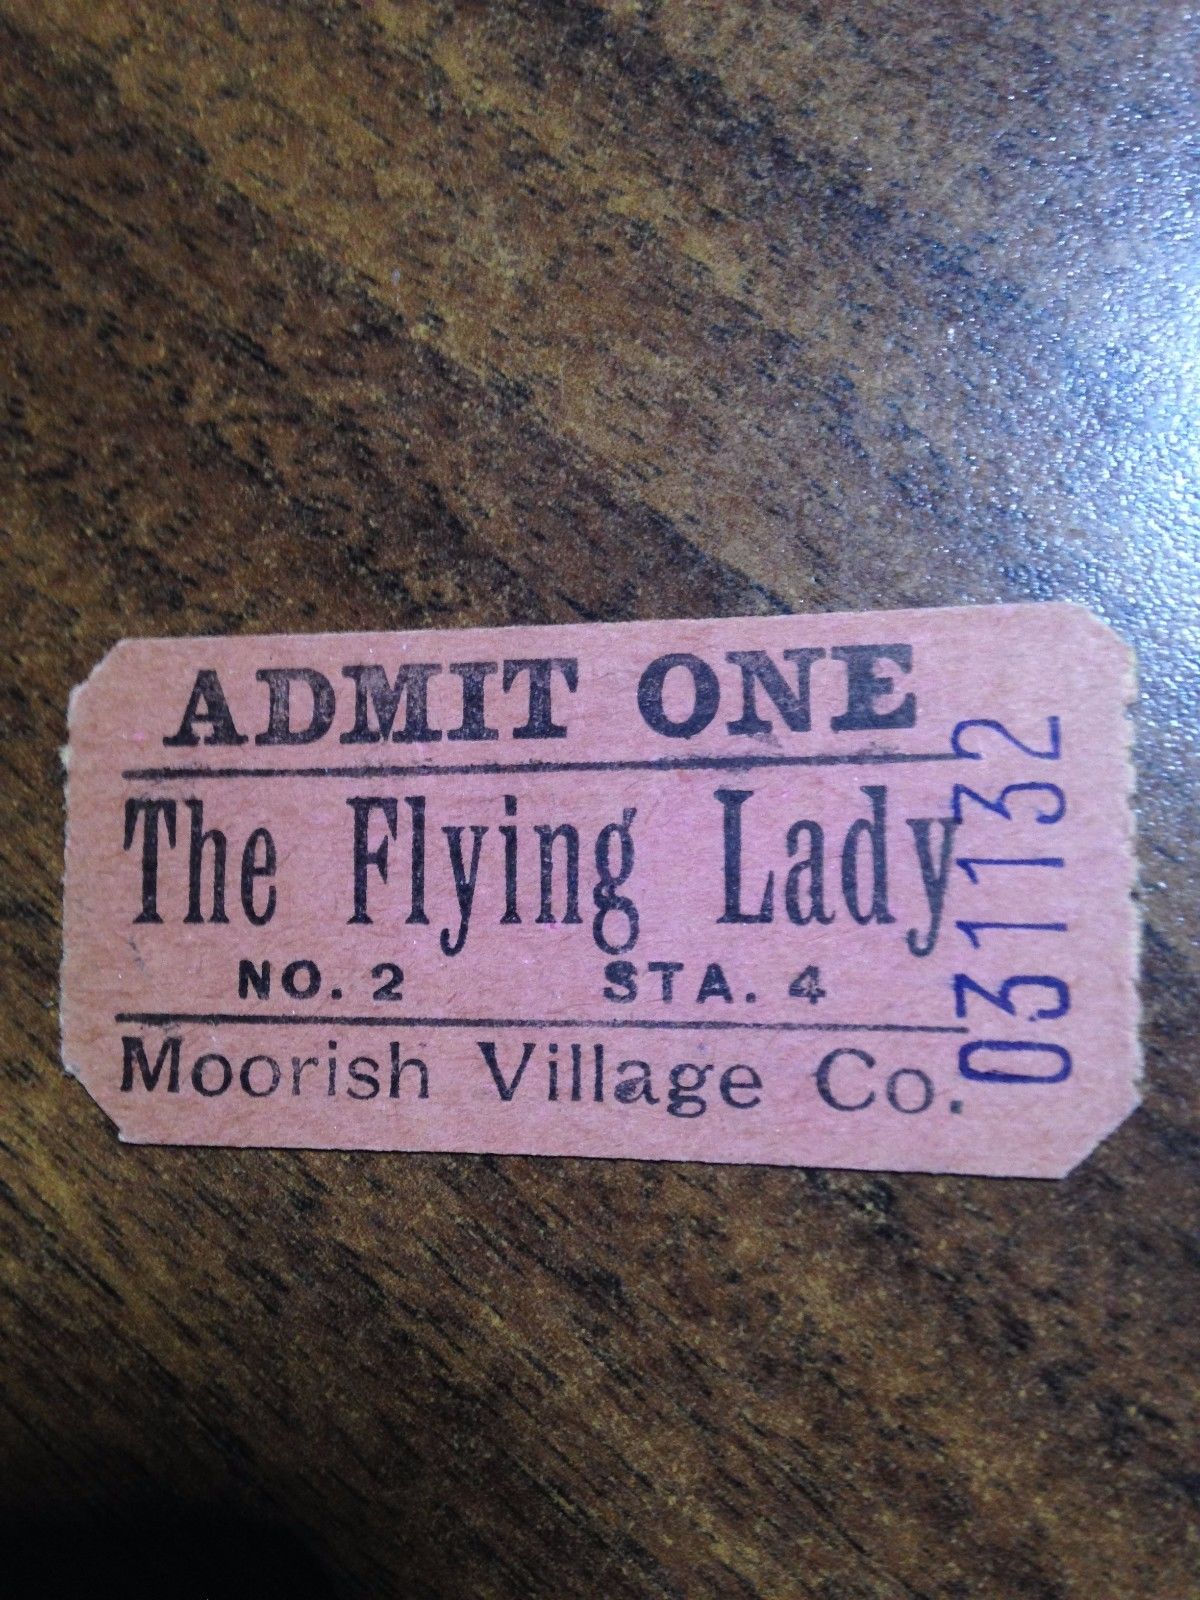 ADMIT ONE
The Flying Lady
NO. 2 STA. 4
Moorish Village Co.
031132